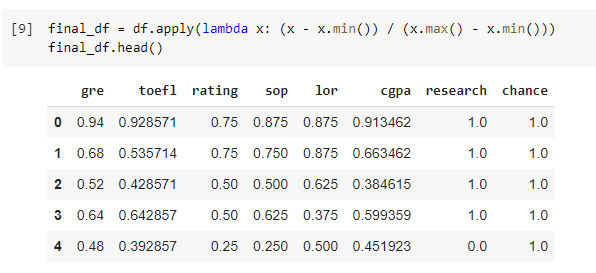 [9] final_df = df.apply(lambda x: (x - x.min()) / (x.max() - x.min()))
final_df.head()
gre toefl rating sop lor cgpa research chance
0 0.94 0.928571 0.75 0.875 0.875 0.913462 1.0 1.0
1 0.68 0.535714 0.75 0.750 0.875 0.663462 1.0 1.0
2 0.52 0.428571 0.50 0.500 0.625 0.384615 1.0 1.0
3 0.64 0.642857 0.50 0.625 0.375 0.599359 1.0 1.0
4 0.48 0.392857 0.25 0.250 0.500 0.451923 0.0 1.0